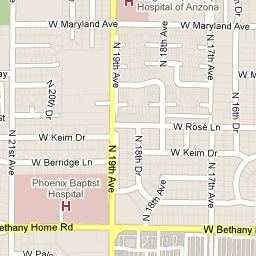 H
Hospital of Arizona
W Maryland Ave
W Maryland Ave
N 19th Ave
N 18th Ave
N 17th Ave
N 20th Dr
N 16th Dr
N 21st Ave
W Rose Ln
W Keim Dr
N 18th Dr
W Keim Dr
W Berridge Ln
N 19th Ave
N 17th Ave
Phoenix Baptist
Hospital
H
N 18th Ave
Bethany Home Rd
W Bethany
W Palo